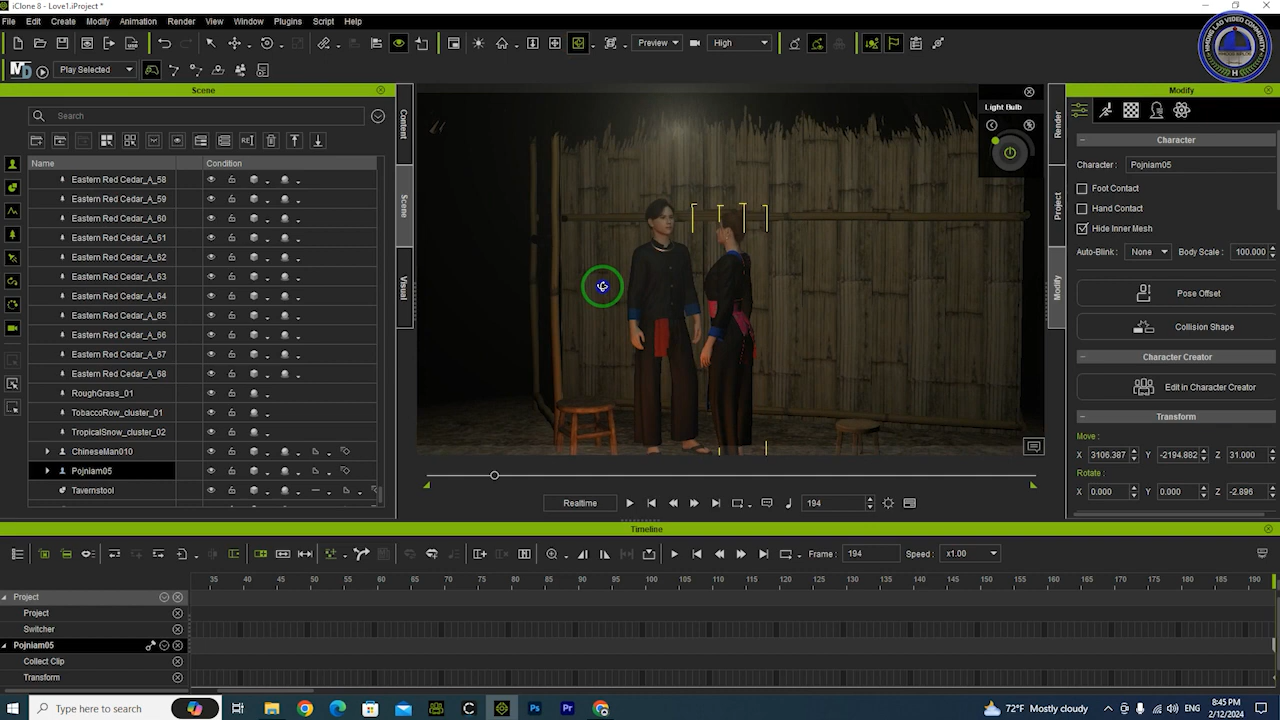 iClone 8 - Love1.iProject *
File Edit Create Modify Animation Render View Window Plugins Script Help
Preview High
HMONG LAO VIDEO COMMUNITY
Play Selected
Scene
Search
Name Condition
Eastern Red Cedar_A_58
Eastern Red Cedar_A_59
Eastern Red Cedar_A_60
Eastern Red Cedar_A_61
Eastern Red Cedar_A_62
Eastern Red Cedar_A_63
Eastern Red Cedar_A_64
Eastern Red Cedar_A_65
Eastern Red Cedar_A_66
Eastern Red Cedar_A_67
Eastern Red Cedar_A_68
RoughGrass_01
TobaccoRow_cluster_01
TropicalSnow_cluster_02
ChineseMan010
Pojniam05
Tavernstool
Content
Scene
Visual
Light Bulb
Render
Project
Modify
Modify
Character
Character: Pojniam05
Foot Contact
Hand Contact
Hide Inner Mesh
Auto-Blink: None Body Scale: 100.000
Pose Offset
Collision Shape
Character Creator
Edit in Character Creator
Transform
Move :
X 3106.387 Y -2194.882 Z 31.000
Rotate :
X 0.000 Y 0.000 Z -2.896
Realtime 194
Timeline
Frame : 194 Speed : x1.00
35 40 45 50 55 60 65 70 75 80 85 90 95 100 105 110 115 120 125 130 135 140 145 150 155 160 165 170 175 180 185 190
Project
Project
Switcher
Pojniam05
Collect Clip
Transform
Type here to search
72°F Mostly cloudy
8:45 PM
2/12/2024